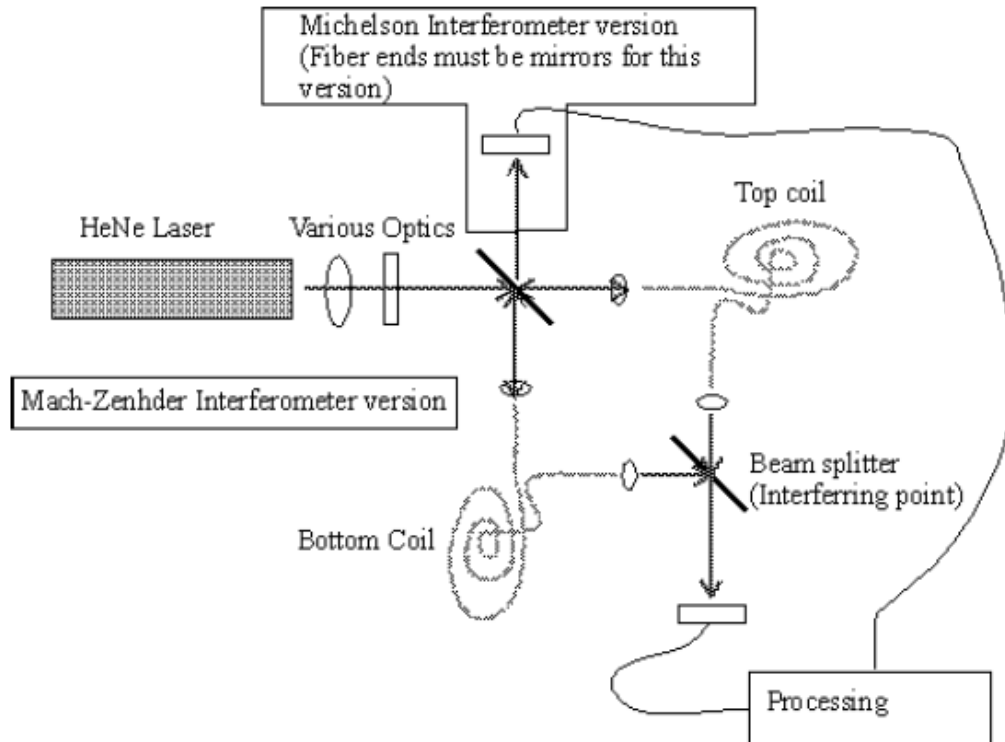 Michelson Interferometer version
(Fiber ends must be mirrors for this
version)
Top coil
HeNe Laser
Various Optics
Mach-Zenhder Interferometer version
Beam splitter
(Interferring point)
Bottom Coil
Processing